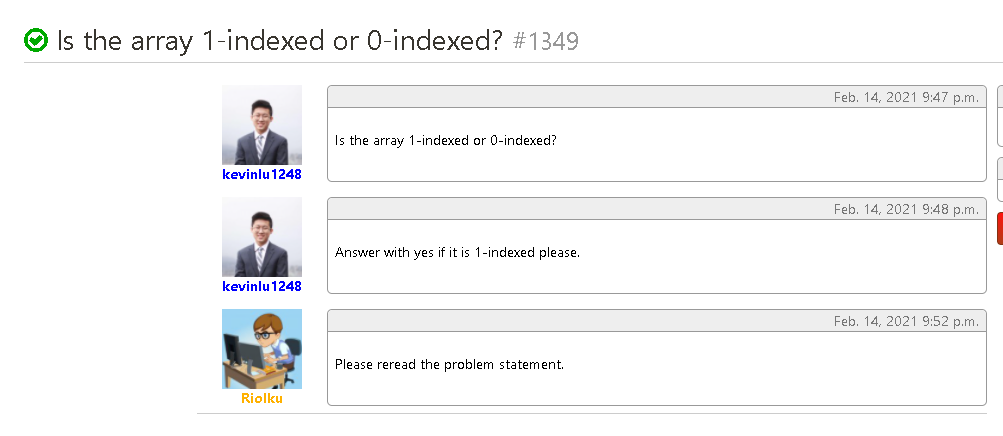 Is the array 1-indexed or 0-indexed? #1349
Feb. 14, 2021 9:47 p.m.
Is the array 1-indexed or 0-indexed?
kevinlu1248
Feb. 14, 2021 9:48 p.m.
Answer with yes if it is 1-indexed please.
kevinlu1248
Feb. 14, 2021 9:52 p.m.
Please reread the problem statement.
Riolku